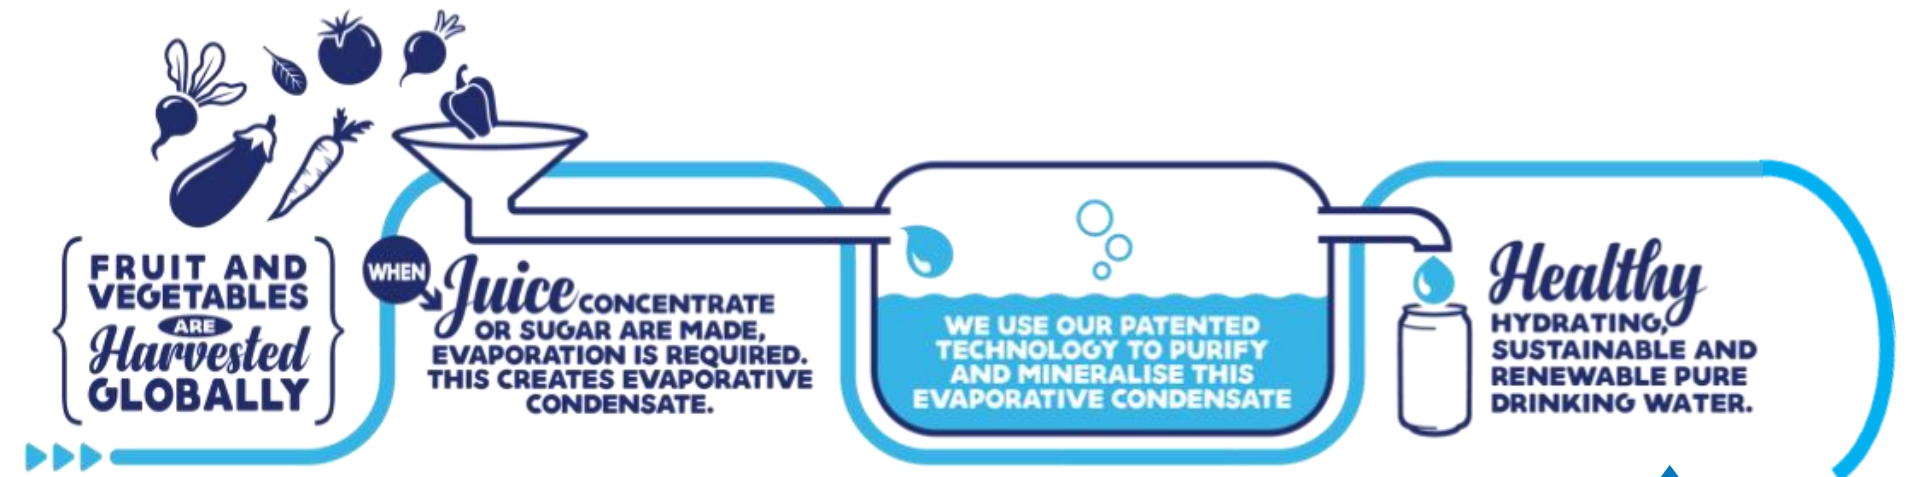 FRUIT AND
VEGETABLES
ARE
Harvested
GLOBALLY
WHEN
Juice CONCENTRATE
OR SUGAR ARE MADE,
EVAPORATION IS REQUIRED.
THIS CREATES EVAPORATIVE
CONDENSATE.
WE USE OUR PATENTED
TECHNOLOGY TO PURIFY
AND MINERALISE THIS
EVAPORATIVE CONDENSATE
Healthy
HYDRATING,
SUSTAINABLE AND
RENEWABLE PURE
DRINKING WATER.